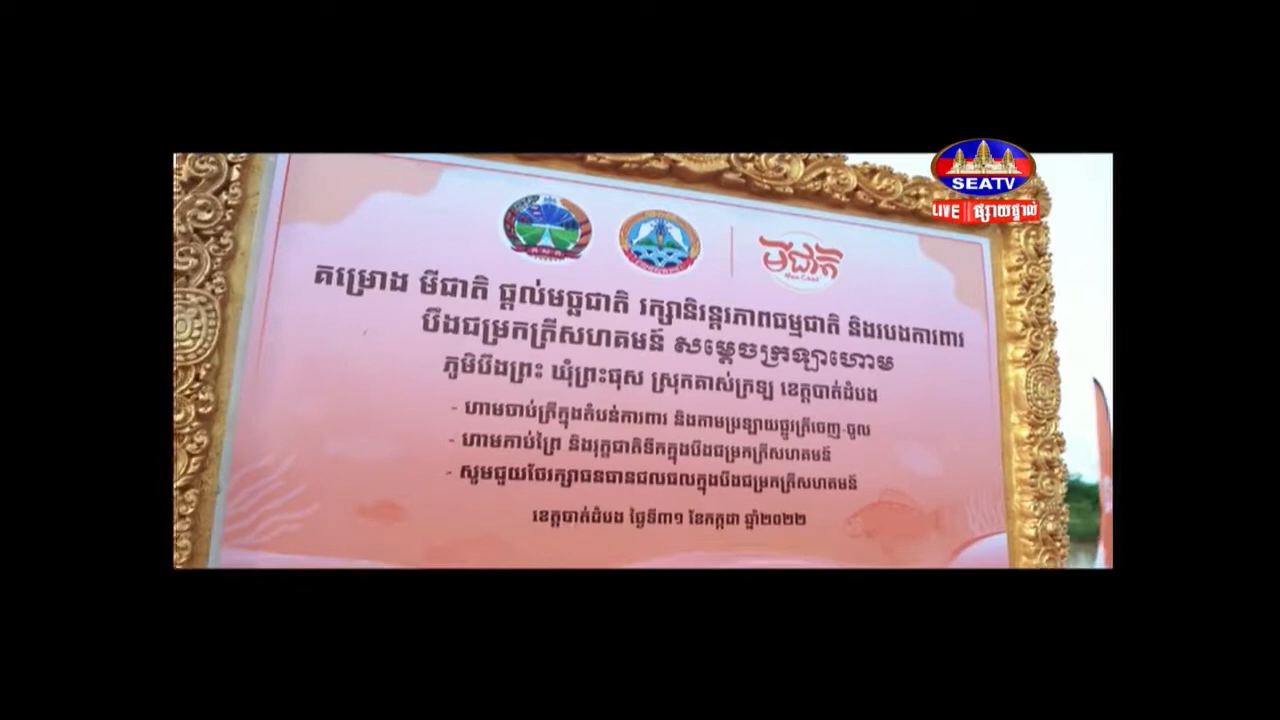 SEATV
LIVE || ផ្សាយផ្ទាល់
មីជាតិ
Mee Chiet
គម្រោង មីជាតិ ផ្តល់មច្ឆជាតិ រក្សានិរន្តរភាពធម្មជាតិ និងរបងការពារ
បឹងជម្រកត្រីសហគមន៍ សម្តេចក្រឡាហោម
ភូមិបឹងព្រះ ឃុំព្រះផុស ស្រុកគាស់ក្រឡ ខេត្តបាត់ដំបង
- ហាមចាប់ត្រីក្នុងតំបន់ការពារ និងតាមប្រឡាយផ្លូវត្រីចេញ-ចូល
- ហាមកាប់ព្រៃ និងរុក្ខជាតិទឹកក្នុងបឹងជម្រកត្រីសហគមន៍
- សូមជួយថែរក្សាធនធានជលផលក្នុងបឹងជម្រកត្រីសហគមន៍
ខេត្តបាត់ដំបង ថ្ងៃទី៣១ ខែកក្កដា ឆ្នាំ២០២២